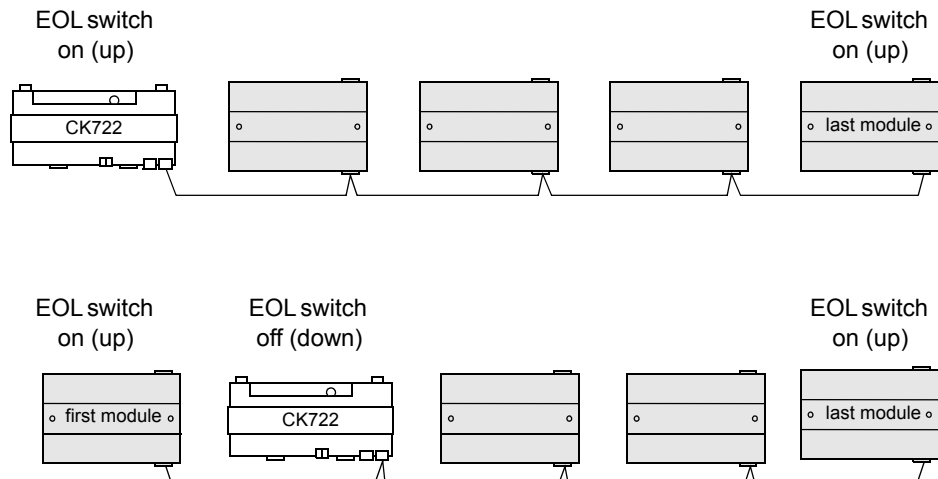 EOL switch
on (up)
EOL switch
on (up)
CK722
last module
EOL switch
on (up)
EOL switch
off (down)
EOL switch
on (up)
first module
CK722
last module